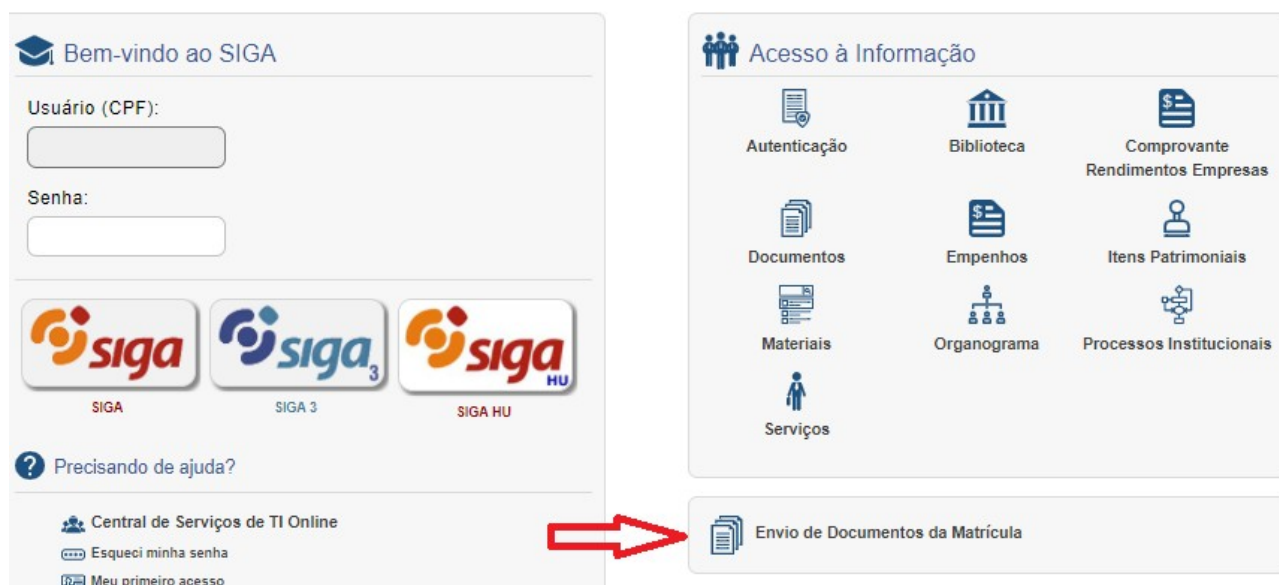 Bem-vindo ao SIGA
Usuário (CPF):
Senha:
siga
siga 3
siga HU
SIGA
SIGA 3
SIGA HU
Precisando de ajuda?
Central de Serviços de TI Online
Esqueci minha senha
Meu primeiro acesso
Acesso à Informação
Autenticação
Biblioteca
Comprovante
Rendimentos Empresas
Documentos
Empenhos
Itens Patrimoniais
Materiais
Organograma
Processos Institucionais
Serviços
Envio de Documentos da Matrícula